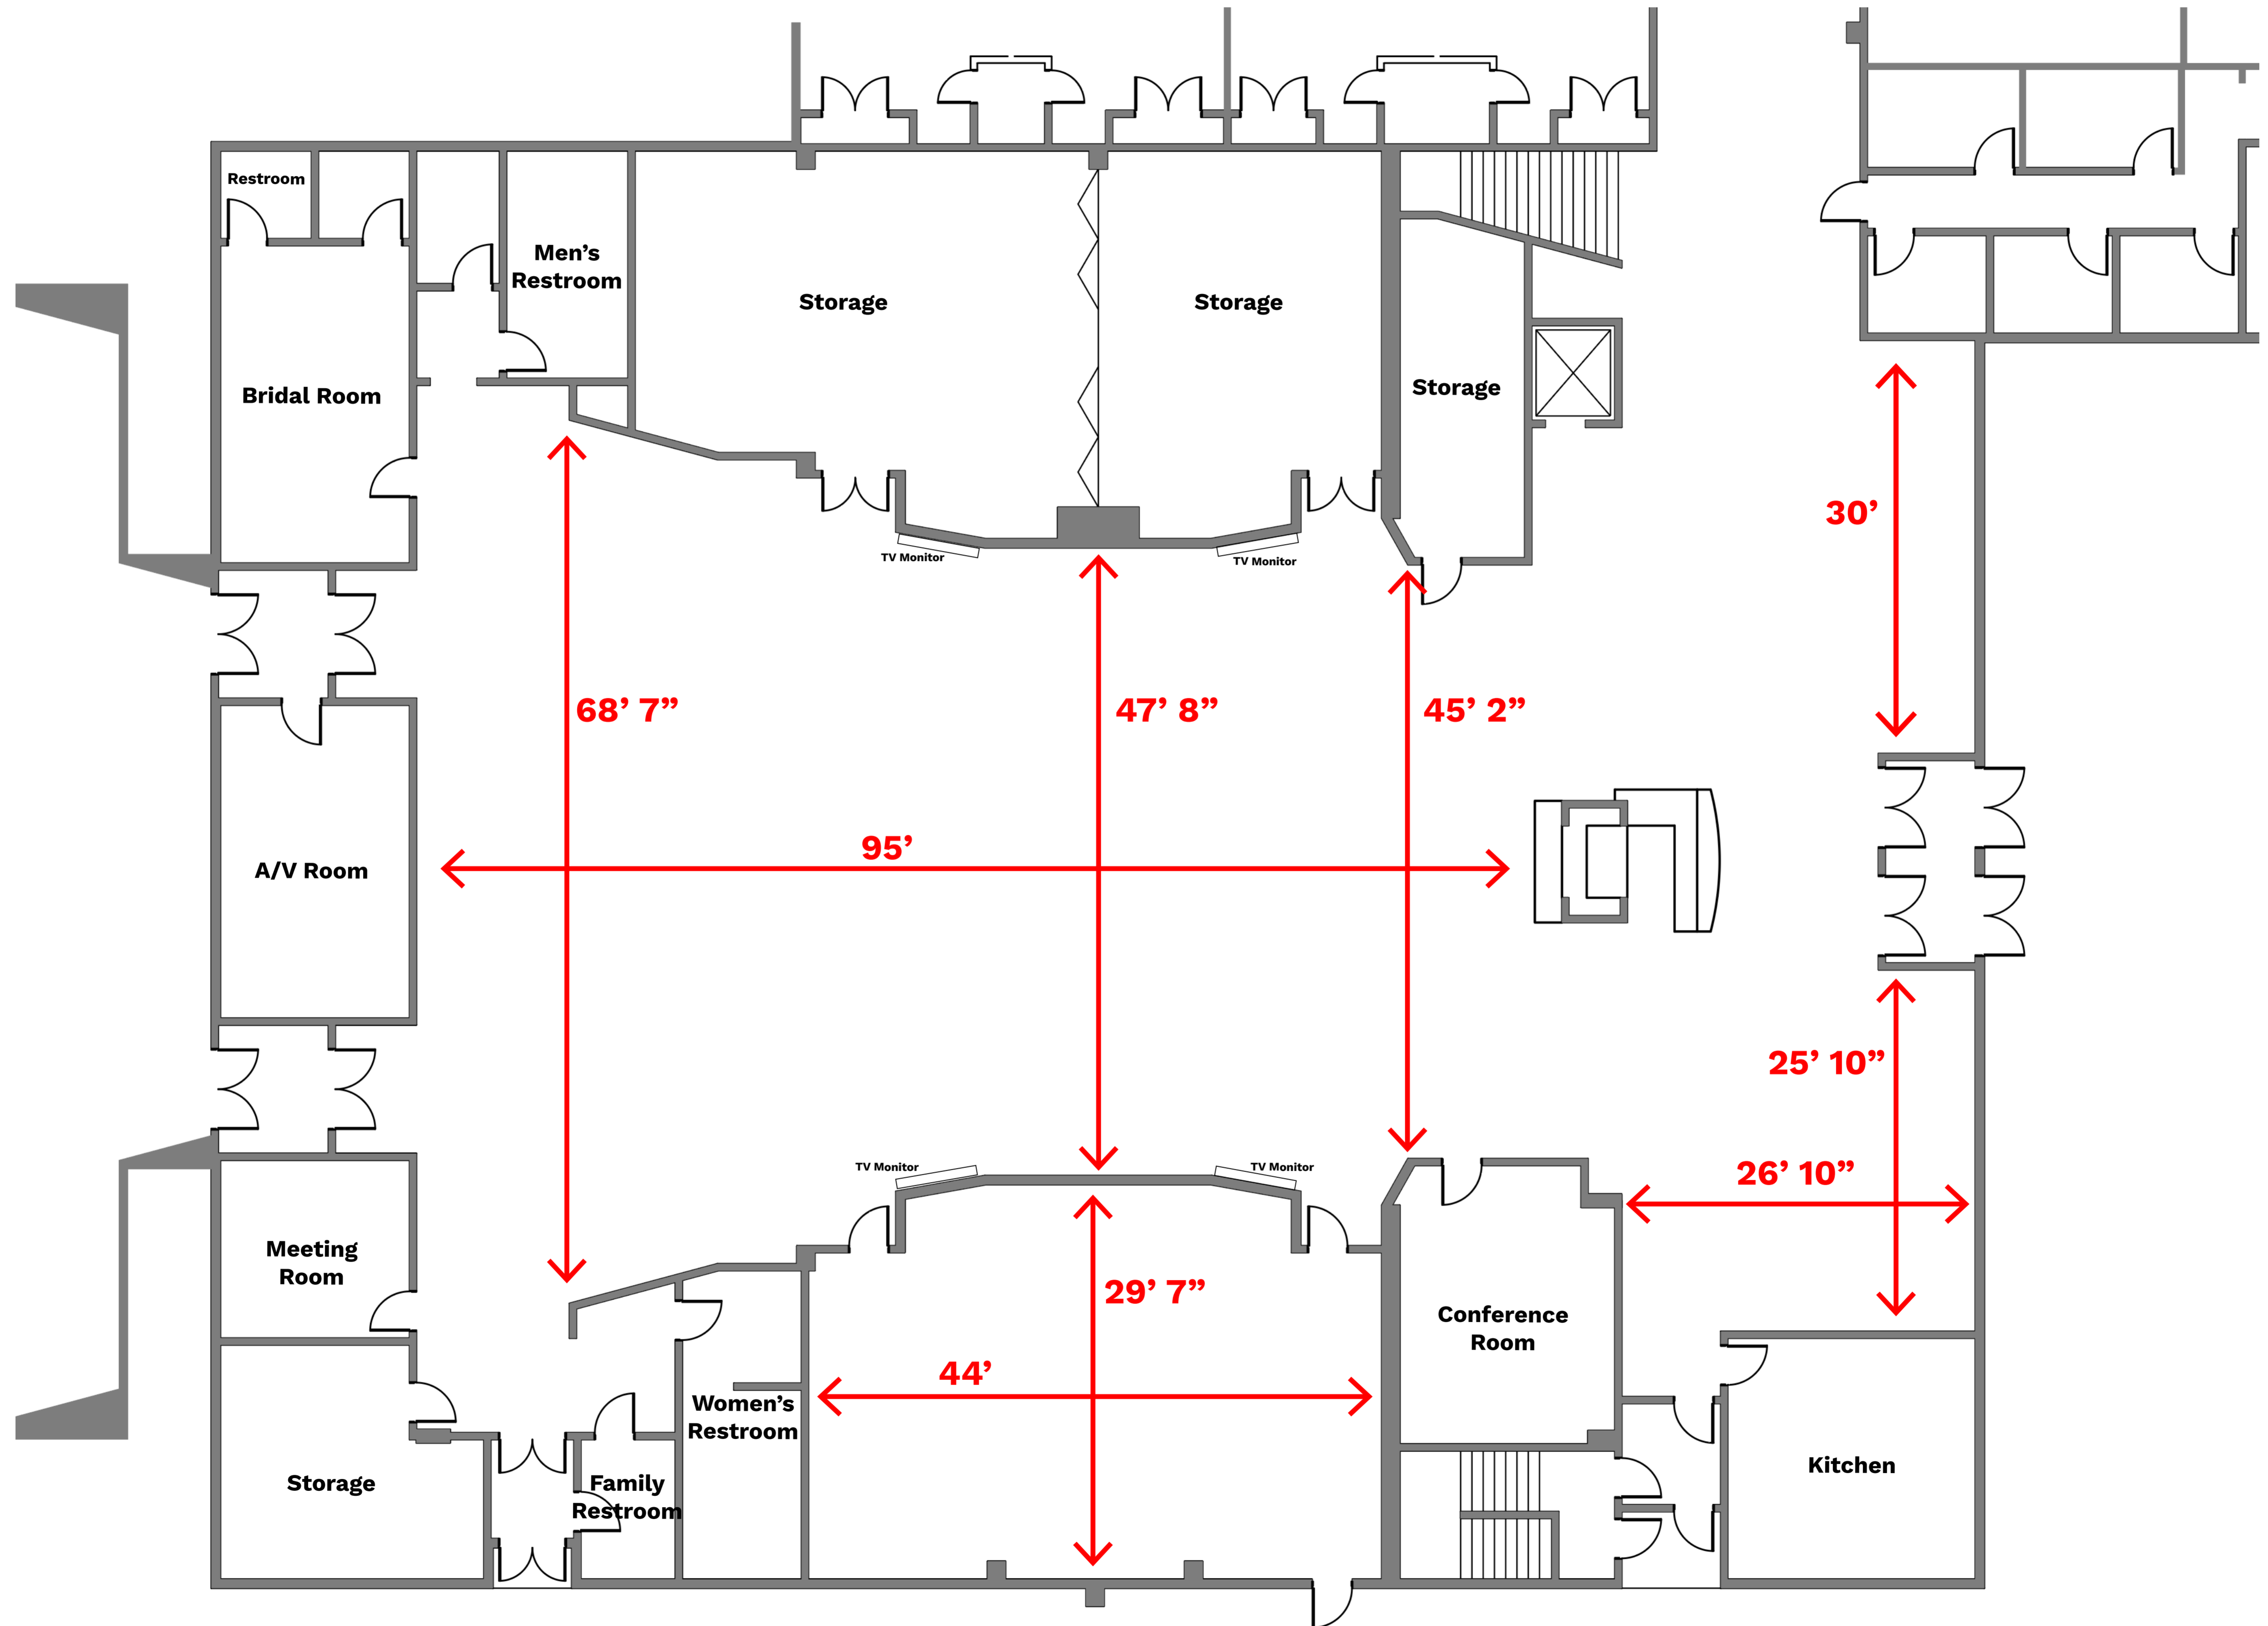 Restroom
Men’s
Restroom
Storage
Storage
Bridal Room
Storage
30’
TV Monitor
TV Monitor
68’ 7”
47’ 8”
45’ 2”
95’
A/V Room
25’ 10”
TV Monitor
TV Monitor
26’ 10”
Meeting
Room
29’ 7”
Conference
Room
44’
Women’s
Restroom
Kitchen
Storage
Family
Restroom